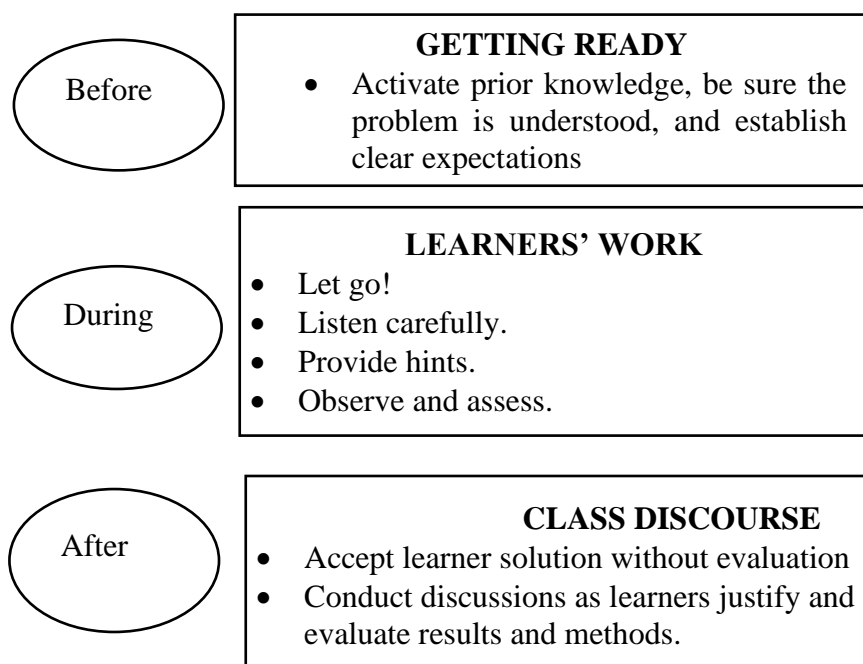 Before
GETTING READY
• Activate prior knowledge, be sure the
problem is understood, and establish
clear expectations
During
LEARNERS’ WORK
• Let go!
• Listen carefully.
• Provide hints.
• Observe and assess.
After
CLASS DISCOURSE
• Accept learner solution without evaluation
• Conduct discussions as learners justify and
evaluate results and methods.